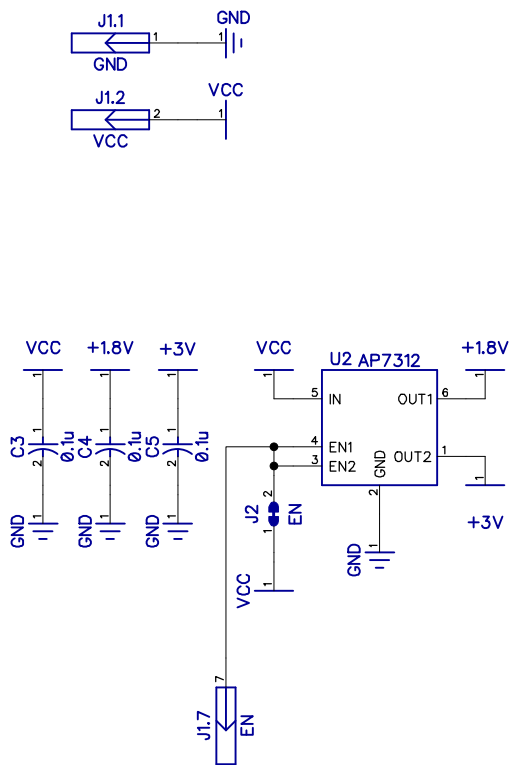 J1.1
GND
1
1
GND
J1.2
VCC
2
1
VCC
VCC
+1.8V
+3V
VCC
U2 AP7312
+1.8V
1
1
1
1
1
5
IN
OUT1
6
1
1
1
4
EN1
C3
0.1u
C4
0.1u
C5
0.1u
3
EN2
GND
OUT2
1
2
2
2
2
2
1
J2
EN
+3V
1
1
1
1
1
GND
GND
GND
GND
1
VCC
7
J1.7
EN